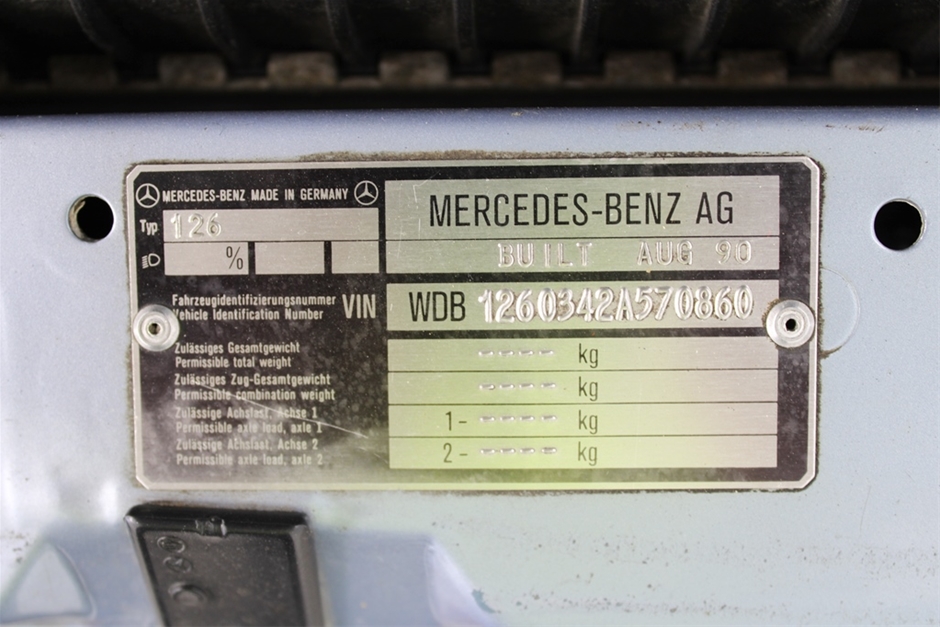 MERCEDES-BENZ MADE IN GERMANY
Typ 126
%
MERCEDES-BENZ AG
BUILT AUG 90
Fahrzeugidentifizierungsnummer
Vehicle Identification Number
VIN
WDB 1260342A570860
Zulässiges Gesamtgewicht
Permissible total weight
---- kg
Zulässiges Zug-Gesamtgewicht
Permissible combination weight
---- kg
Zulässige Achslast, Achse 1
Permissible axle load, axle 1
1- ---- kg
Zulässige Achslast, Achse 2
Permissible axle load, axle 2
2- ---- kg